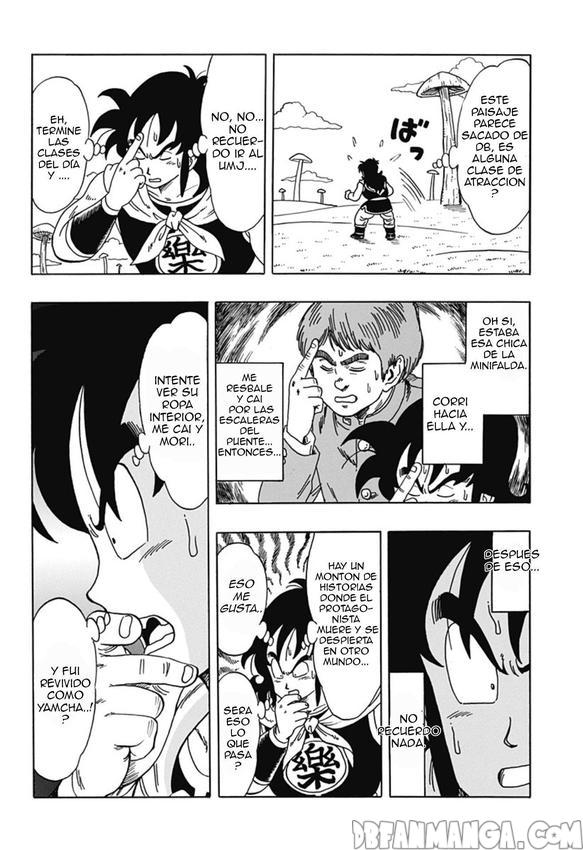 ESTE
PAISAJE
PARECE
SACADO
DE DB, ES
ALGUNA
CLASE DE
ATRACCION
?
ばっ
NO, NO...
NO
RECUER-
DO IR AL
UMJ...
EH,
TERMINE
LAS
CLASES
DEL DÍA
Y ....
樂
OH SI,
ESTABA
ESA CHICA
DE LA
MINIFALDA.
CORRI
HACIA
ELLA Y...
ME
RESBALE
Y CAI
POR LAS
ESCALERAS
DEL
PUENTE...
ENTONCES...
INTENTE
VER SU
ROPA
INTERIOR,
ME CAI Y
MORI..
Y FUI
REVIVIDO
COMO
YAMCHA..!
?
DESPUES
DE ESO...
NO
RECUERDO
NADA.
HAY UN
MONTON DE
HISTORIAS
DONDE EL
PROTAGO-
NISTA
MUERE Y SE
DESPIERTA
EN OTRO
MUNDO...
ESO ME
GUSTA..
SERA
ESO LO
QUE
PASA?
樂
DBFANMANGA.COM